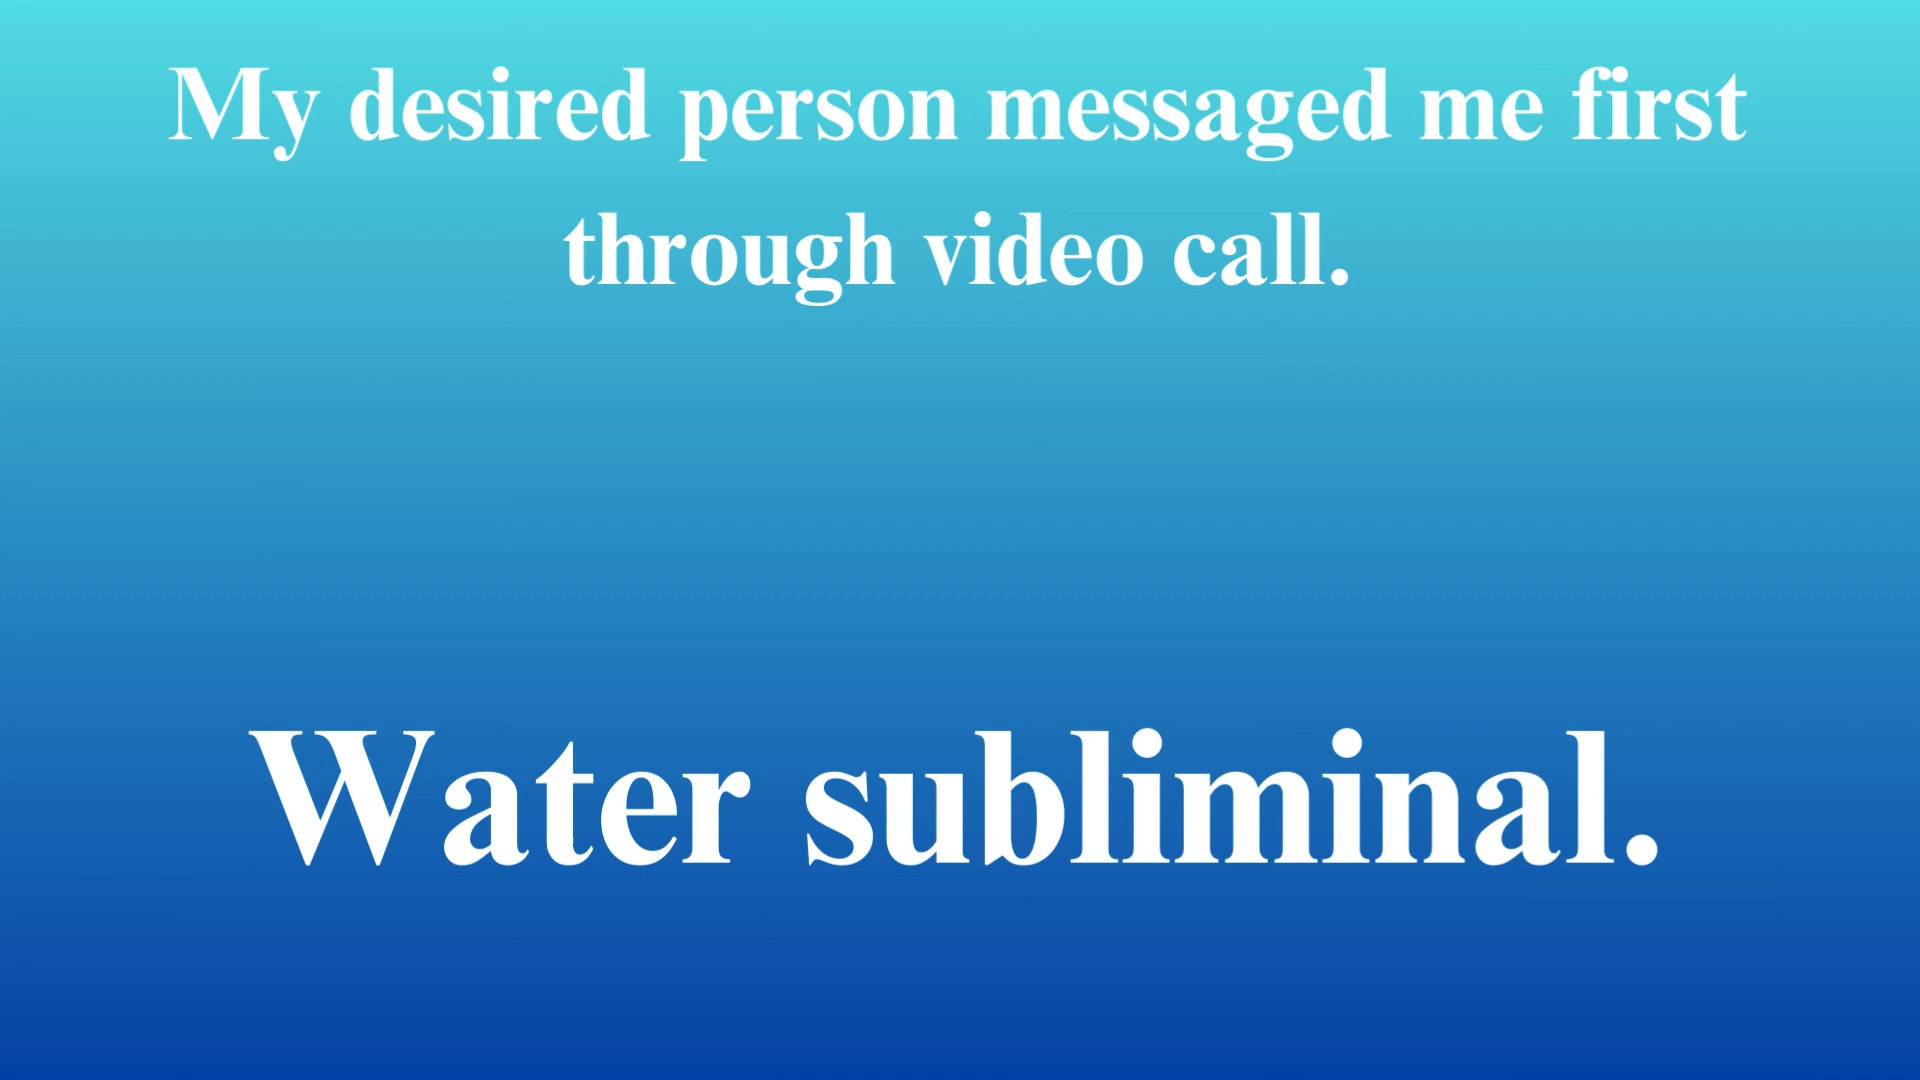 My desired person messaged me first
through video call.
Water subliminal.